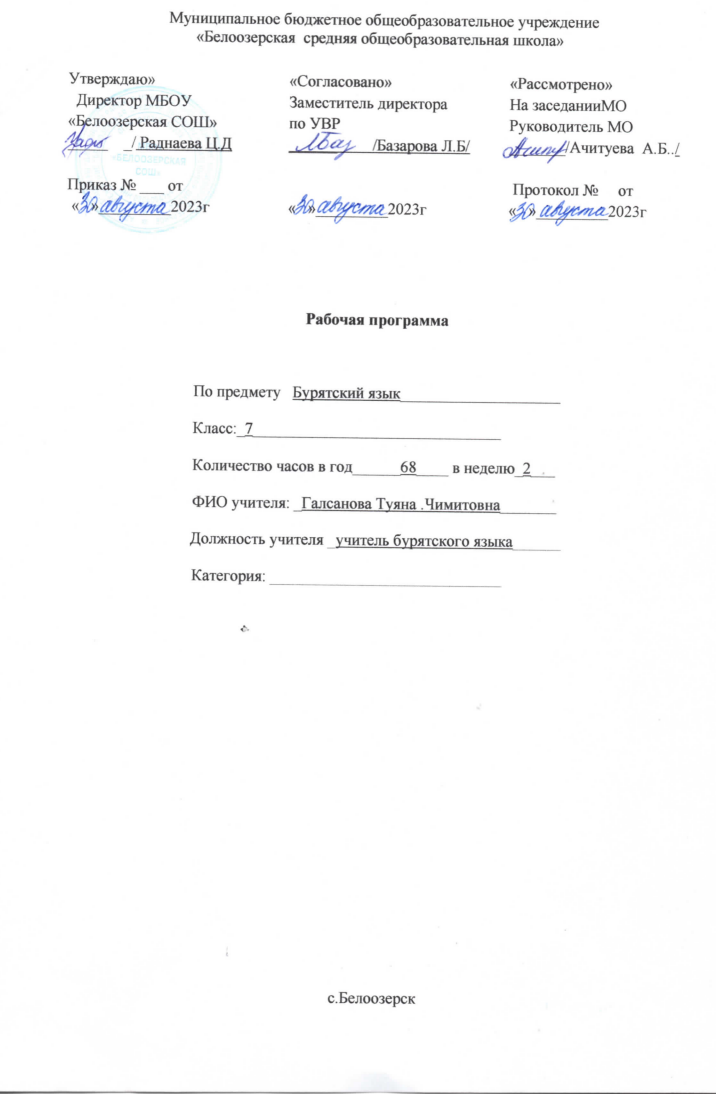 Муниципальное бюджетное общеобразовательное учреждение
«Белоозерская средняя общеобразовательная школа»
Утверждаю»
Директор МБОУ
«Белоозерская СОШ»
/ Раднаева Ц.Д
Приказ № ___ от
«30» августа 2023г
«Согласовано»
Заместитель директора
по УВР
/Базарова Л.Б/
«30» августа 2023г
«Рассмотрено»
На заседанииМО
Руководитель МО
/Ачитуева А.Б../
Протокол № от
«30» августа 2023г
«БЕЛООЗЕРСКАЯ
СОШ»
Рабочая программа
По предмету Бурятский язык
Класс: 7
Количество часов в год 68 в неделю 2
ФИО учителя: Галсанова Туяна .Чимитовна
Должность учителя учитель бурятского языка
Категория:
с.Белоозерск